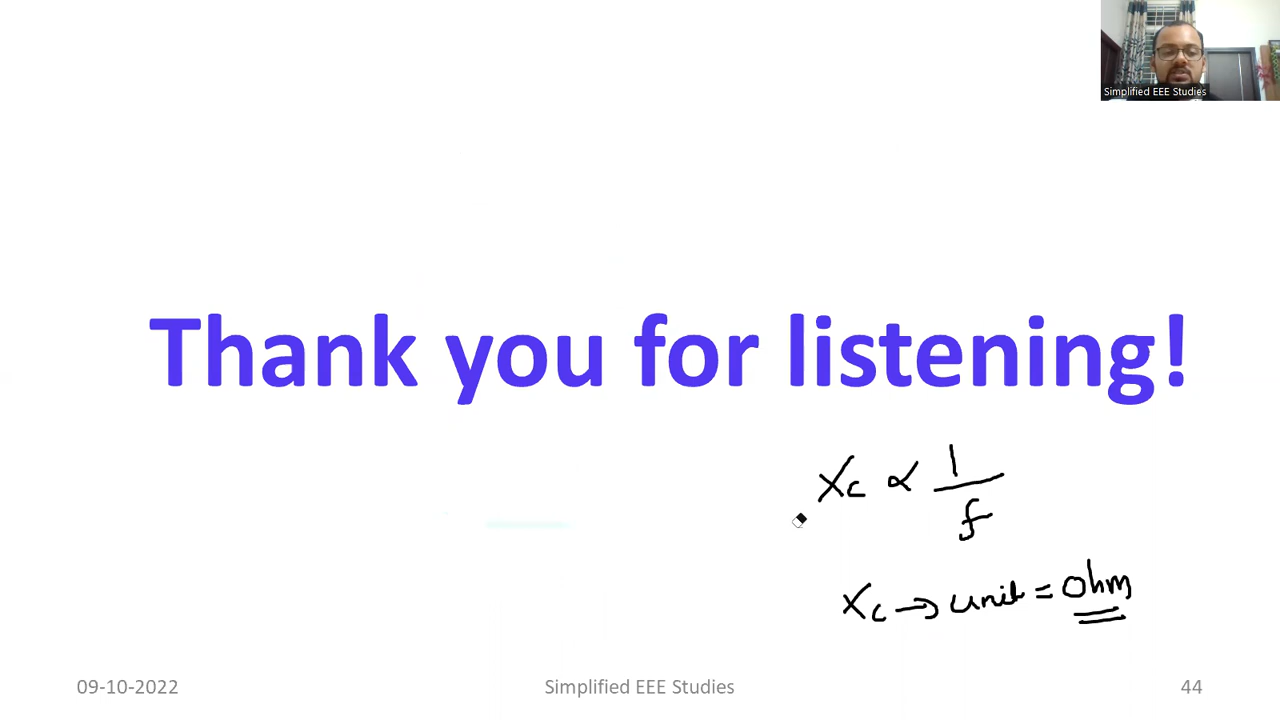 Simplified EEE Studies
Thank you for listening!
Xc ∝ 1/f
Xc → unit = Ohm
09-10-2022
Simplified EEE Studies
44